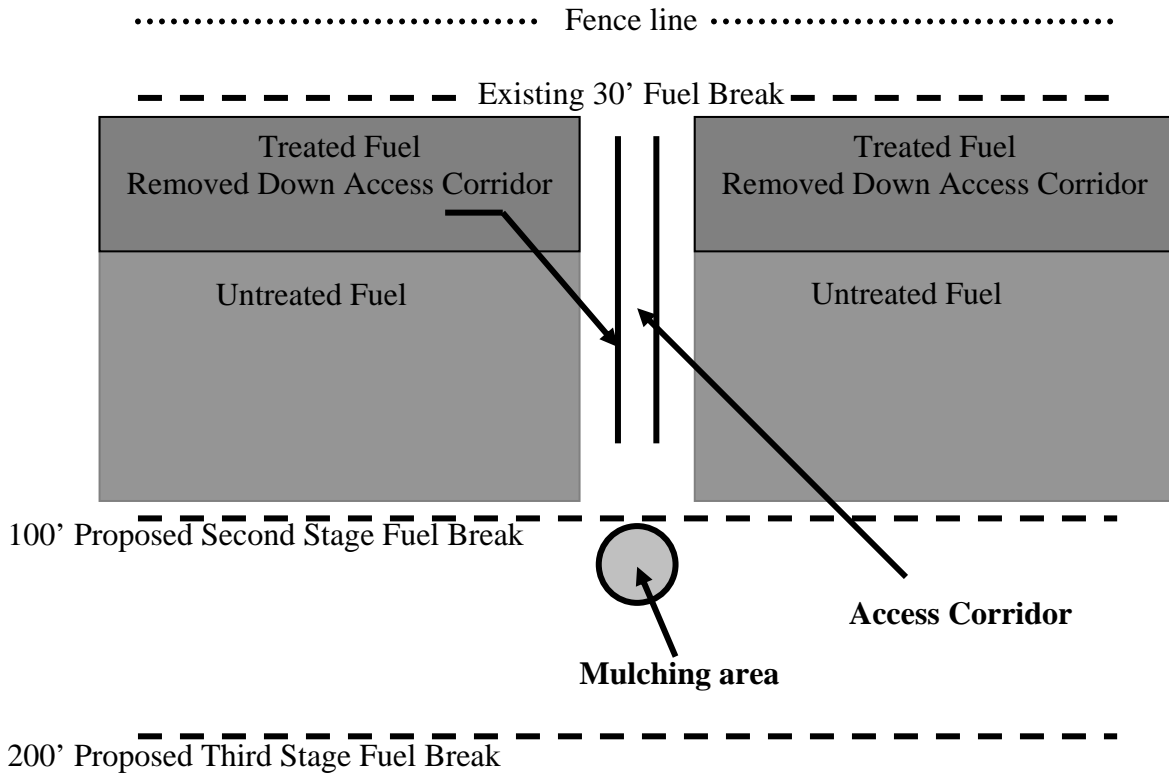 Fence line
Existing 30’ Fuel Break
Treated Fuel
Removed Down Access Corridor
Treated Fuel
Removed Down Access Corridor
Untreated Fuel
Untreated Fuel
100’ Proposed Second Stage Fuel Break
Access Corridor
Mulching area
200’ Proposed Third Stage Fuel Break